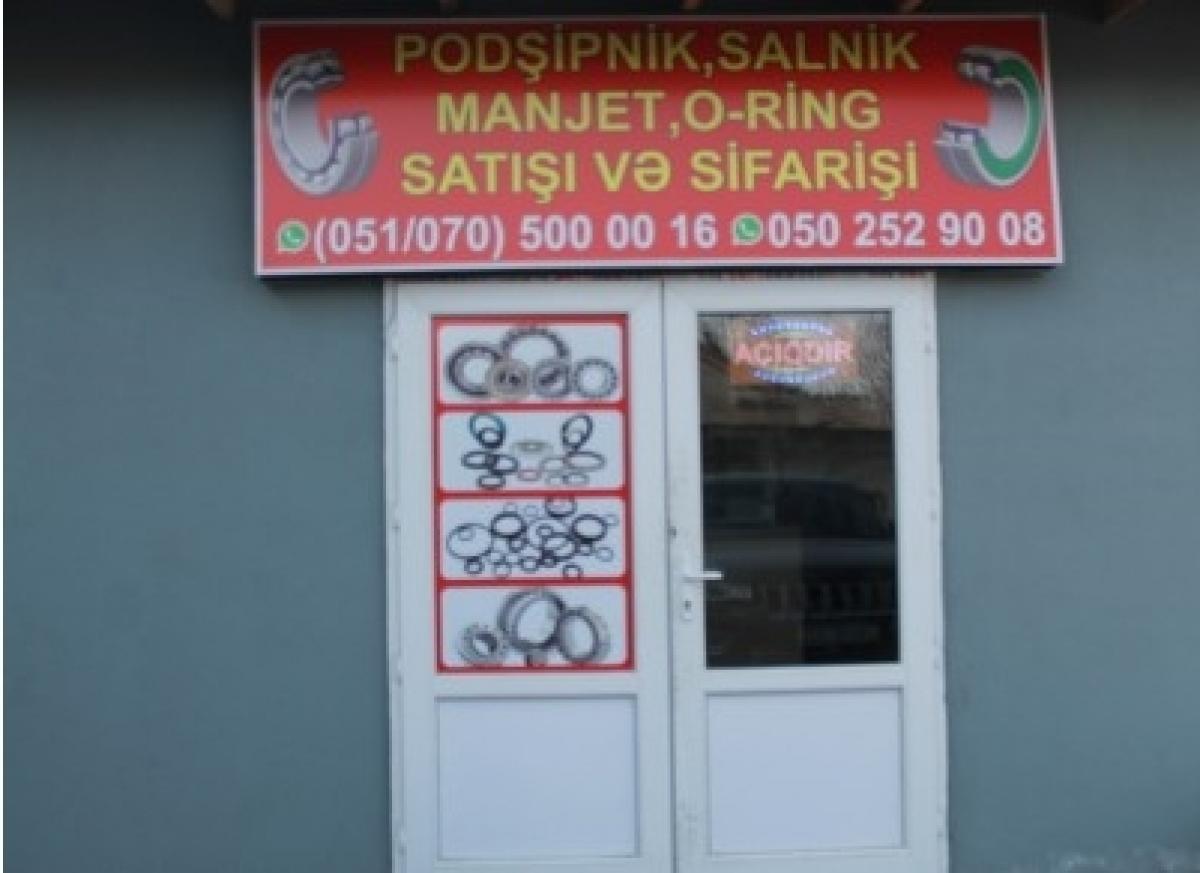 PODŞİPNİK,SALNİK
MANJET,O-RİNG
SATIŞI VƏ SİFARİŞİ
(051/070) 500 00 16 050 252 90 08
AÇIQDIR